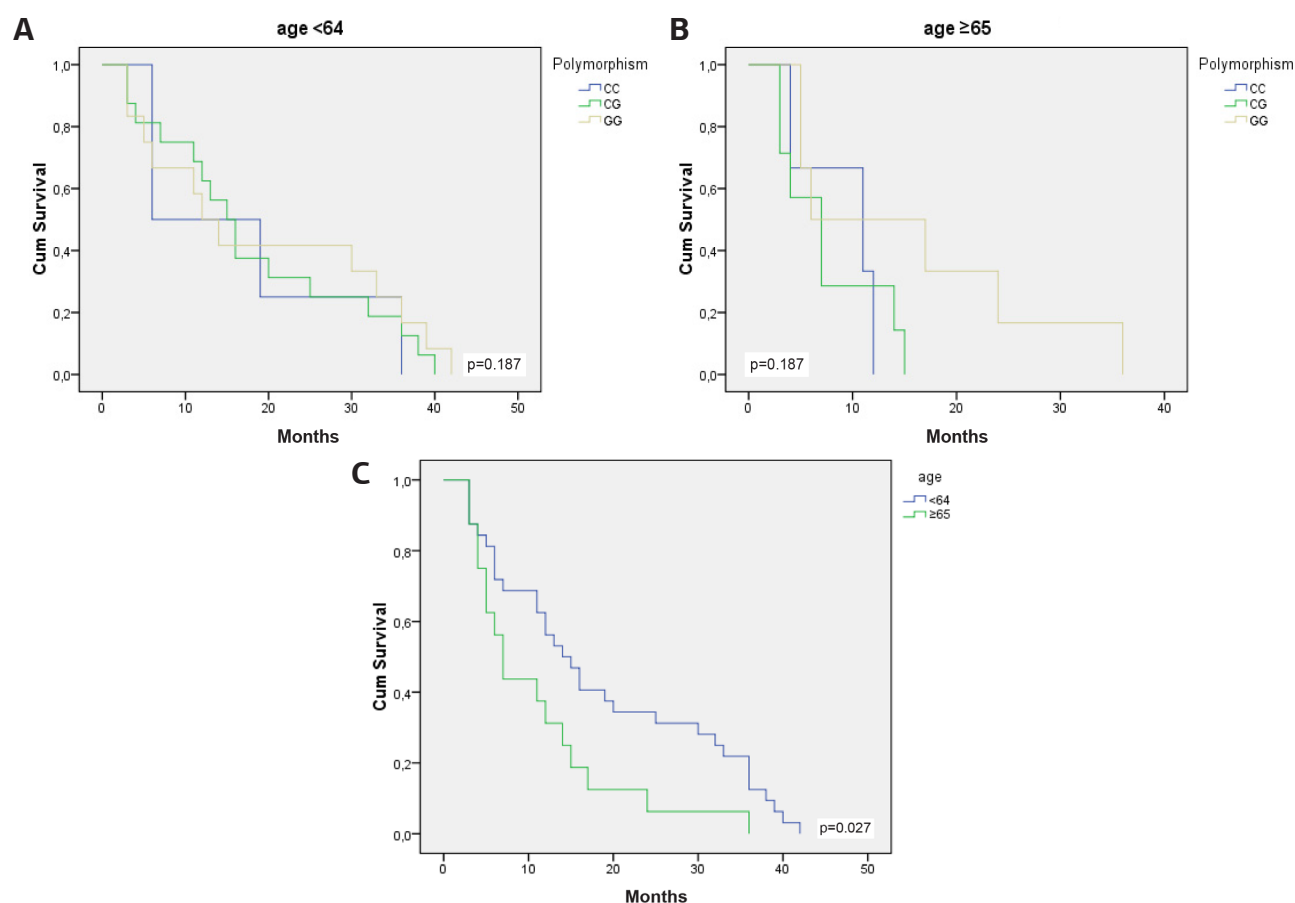 A
age <64
Polymorphism
CC
CG
GG
Cum Survival
1,0
0,8
0,6
0,4
0,2
0,0
p=0.187
0 10 20 30 40 50
Months
B
age ≥65
Polymorphism
CC
CG
GG
Cum Survival
1,0
0,8
0,6
0,4
0,2
0,0
p=0.187
0 10 20 30 40
Months
C
age
<64
≥65
Cum Survival
1,0
0,8
0,6
0,4
0,2
0,0
p=0.027
0 10 20 30 40 50
Months